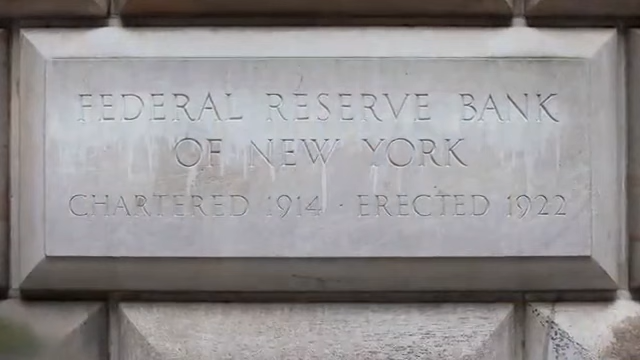 FEDERAL RESERVE BANK
OF NEW YORK
CHARTERED 1914 · ERECTED 1922